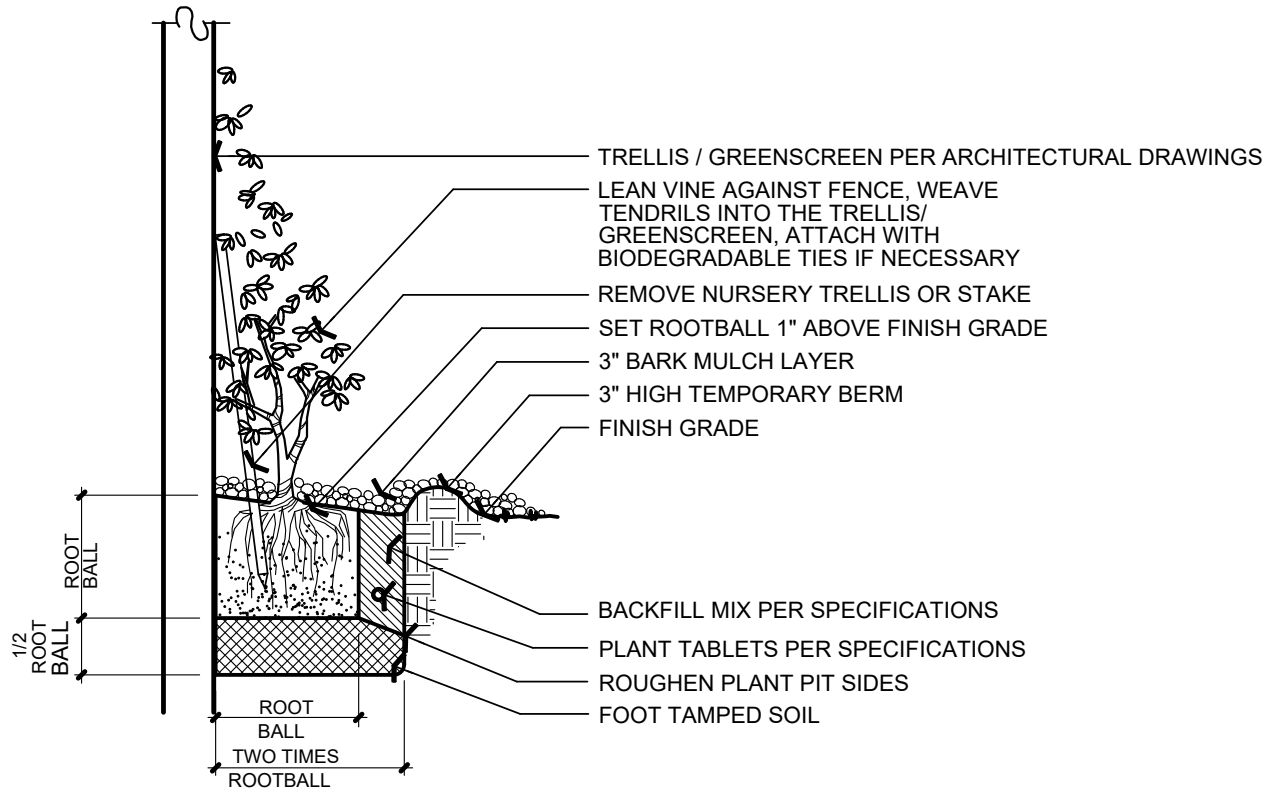 TRELLIS / GREENSCREEN PER ARCHITECTURAL DRAWINGS
LEAN VINE AGAINST FENCE, WEAVE
TENDRILS INTO THE TRELLIS/
GREENSCREEN, ATTACH WITH
BIODEGRADABLE TIES IF NECESSARY
REMOVE NURSERY TRELLIS OR STAKE
SET ROOTBALL 1" ABOVE FINISH GRADE
3" BARK MULCH LAYER
3" HIGH TEMPORARY BERM
FINISH GRADE
BACKFILL MIX PER SPECIFICATIONS
PLANT TABLETS PER SPECIFICATIONS
ROUGHEN PLANT PIT SIDES
FOOT TAMPED SOIL
ROOT
BALL
1/2
ROOT
BALL
ROOT
BALL
TWO TIMES
ROOTBALL